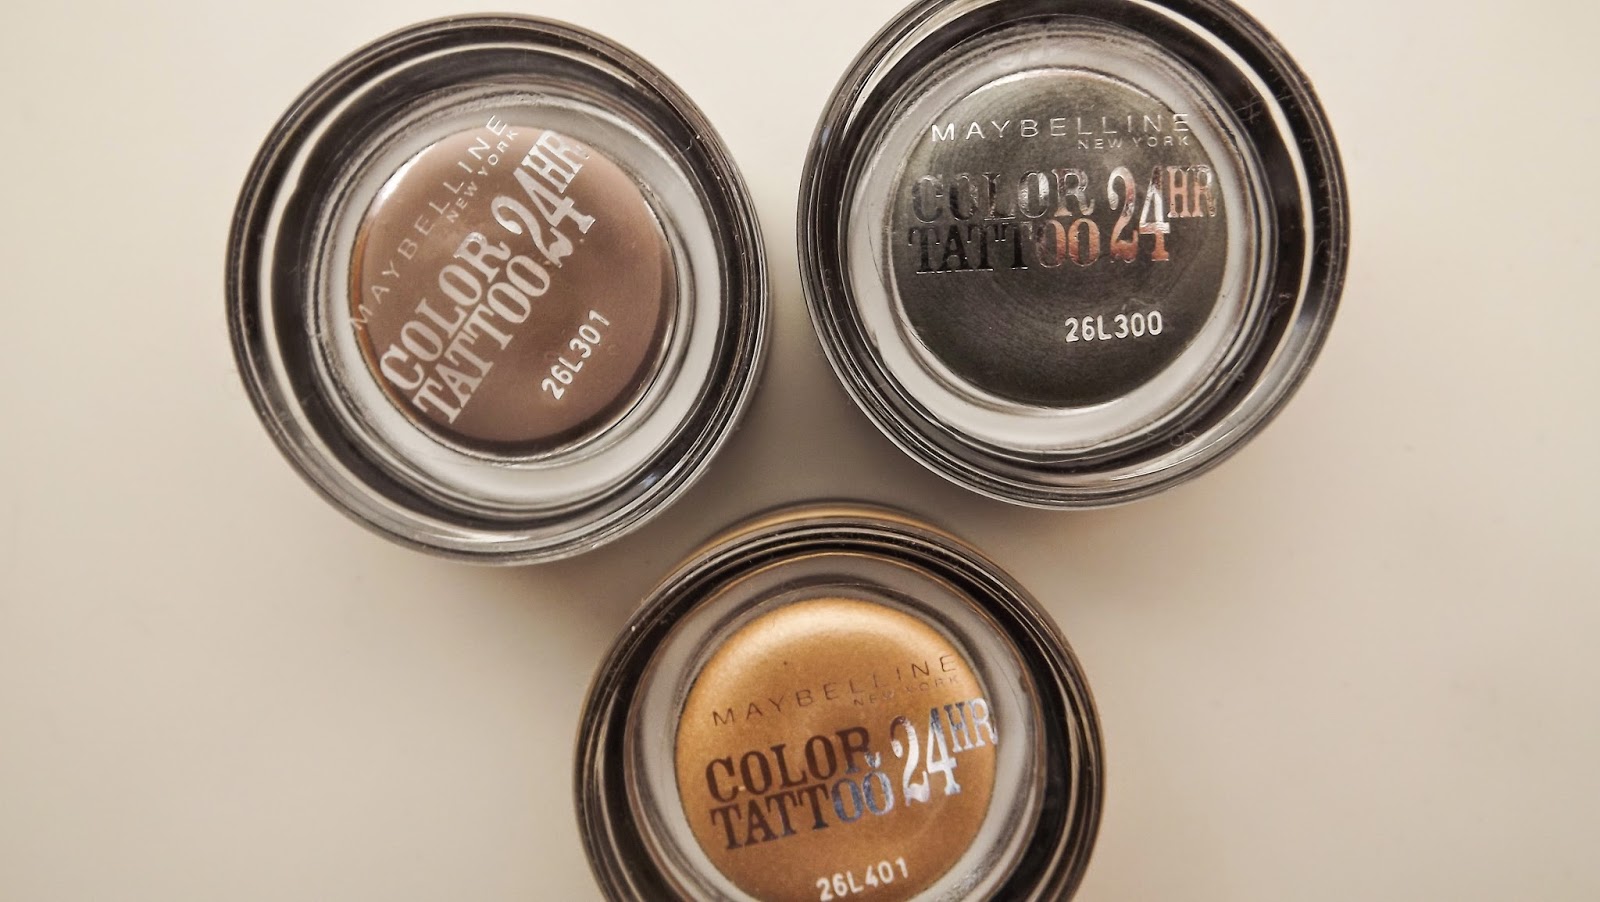 MAYBELLINE
NEW YORK
COLOR
TATTOO
24HR
26L301
MAYBELLINE
NEW YORK
COLOR
TATTOO
24HR
26L300
MAYBELLINE
NEW YORK
COLOR
TATTOO
24HR
26L401